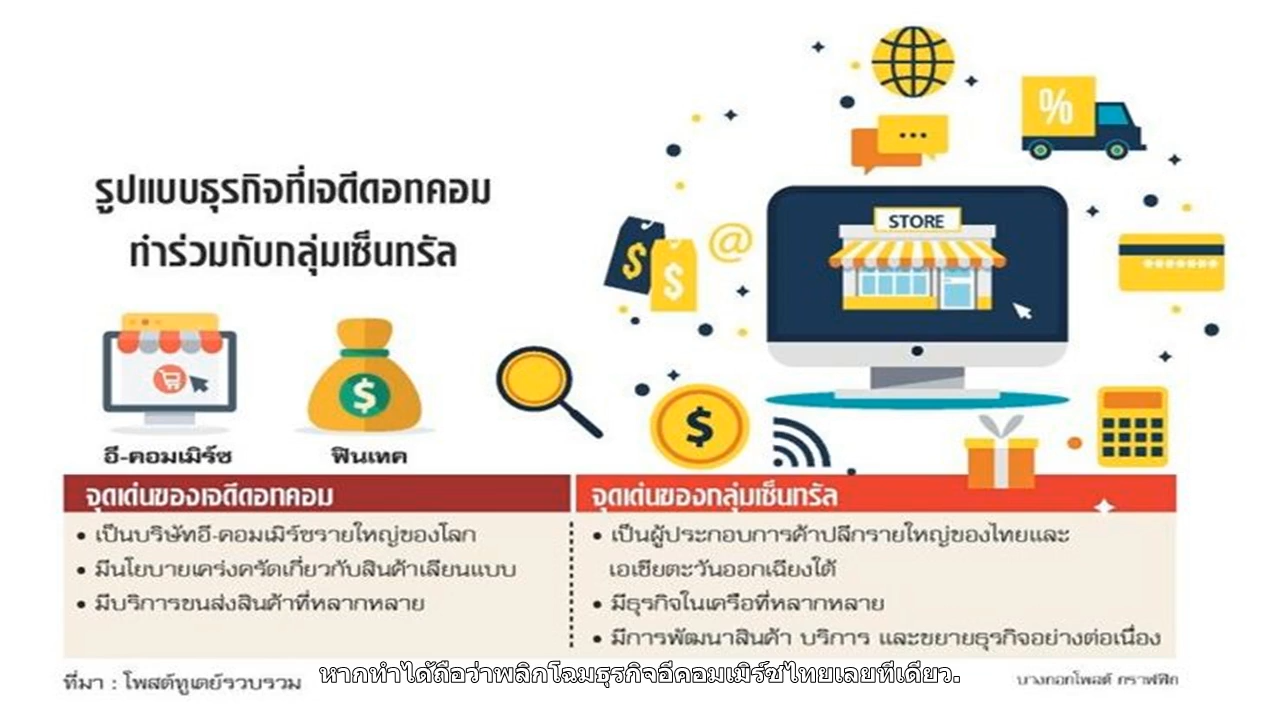 รูปแบบธุรกิจที่เจดีดอทคอม
ทำร่วมกับกลุ่มเซ็นทรัล
%
STORE
@
$
$
$
$
อี-คอมเมิร์ซ
ฟินเทค
จุดเด่นของเจดีดอทคอม
• เป็นบริษัทอี-คอมเมิร์ซรายใหญ่ของโลก
• มีนโยบายเคร่งครัดเกี่ยวกับสินค้าเลียนแบบ
• มีบริการขนส่งสินค้าที่หลากหลาย
จุดเด่นของกลุ่มเซ็นทรัล
• เป็นผู้ประกอบการค้าปลีกรายใหญ่ของไทยและ
เอเชียตะวันออกเฉียงใต้
• มีธุรกิจในเครือที่หลากหลาย
• มีการพัฒนาสินค้า บริการ และขยายธุรกิจอย่างต่อเนื่อง
ที่มา : โพสต์ทูเดย์รวบรวม
หากทำได้ถือว่าพลิกโฉมธุรกิจอีคอมเมิร์ซไทยเลยทีเดียว.
บางกอกโพสต์ กราฟฟิก